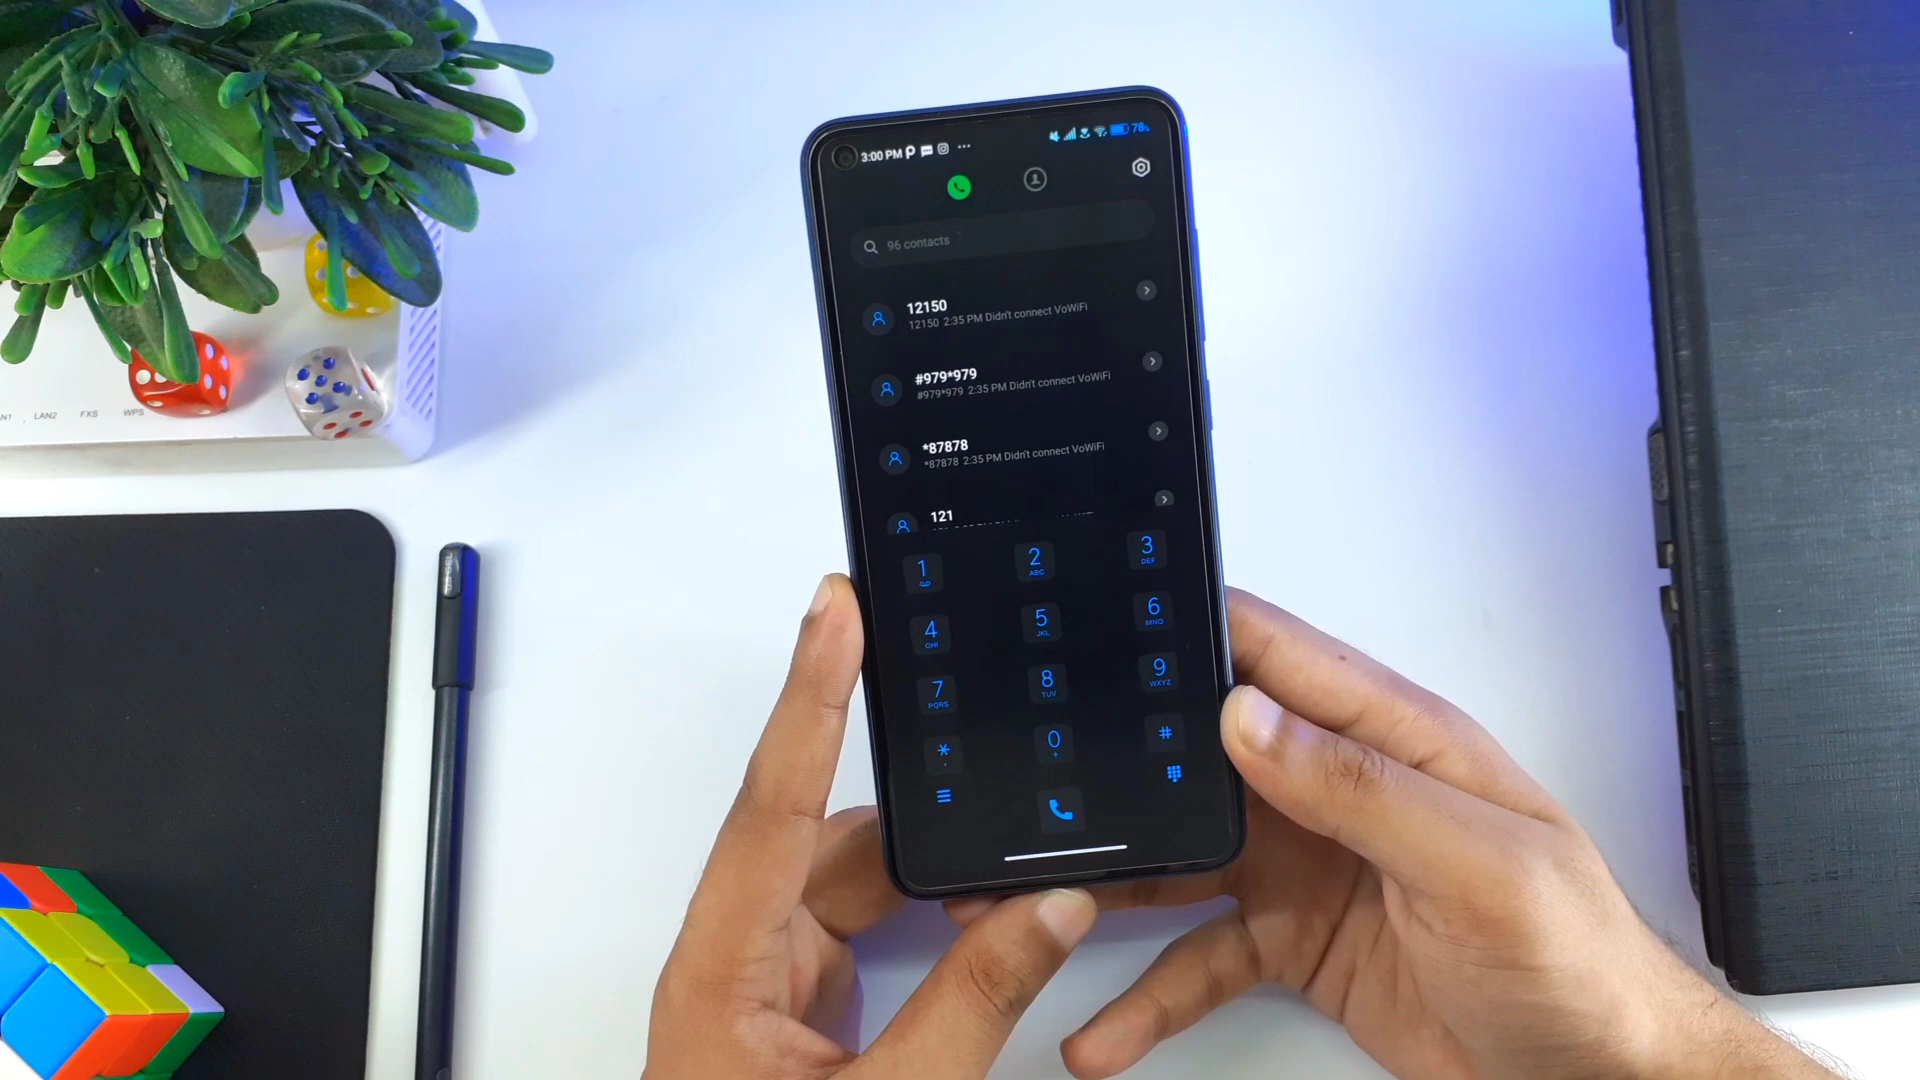 3:00 PM
78%
96 contacts
12150
12150 2:35 PM Didn't connect VoWiFi
#979*979
#979*979 2:35 PM Didn't connect VoWiFi
*87878
*87878 2:35 PM Didn't connect VoWiFi
121
1
2 ABC
3 DEF
4 GHI
5 JKL
6 MNO
7 PQRS
8 TUV
9 WXYZ
*
,
0
+
#
LAN2 FXS WPS